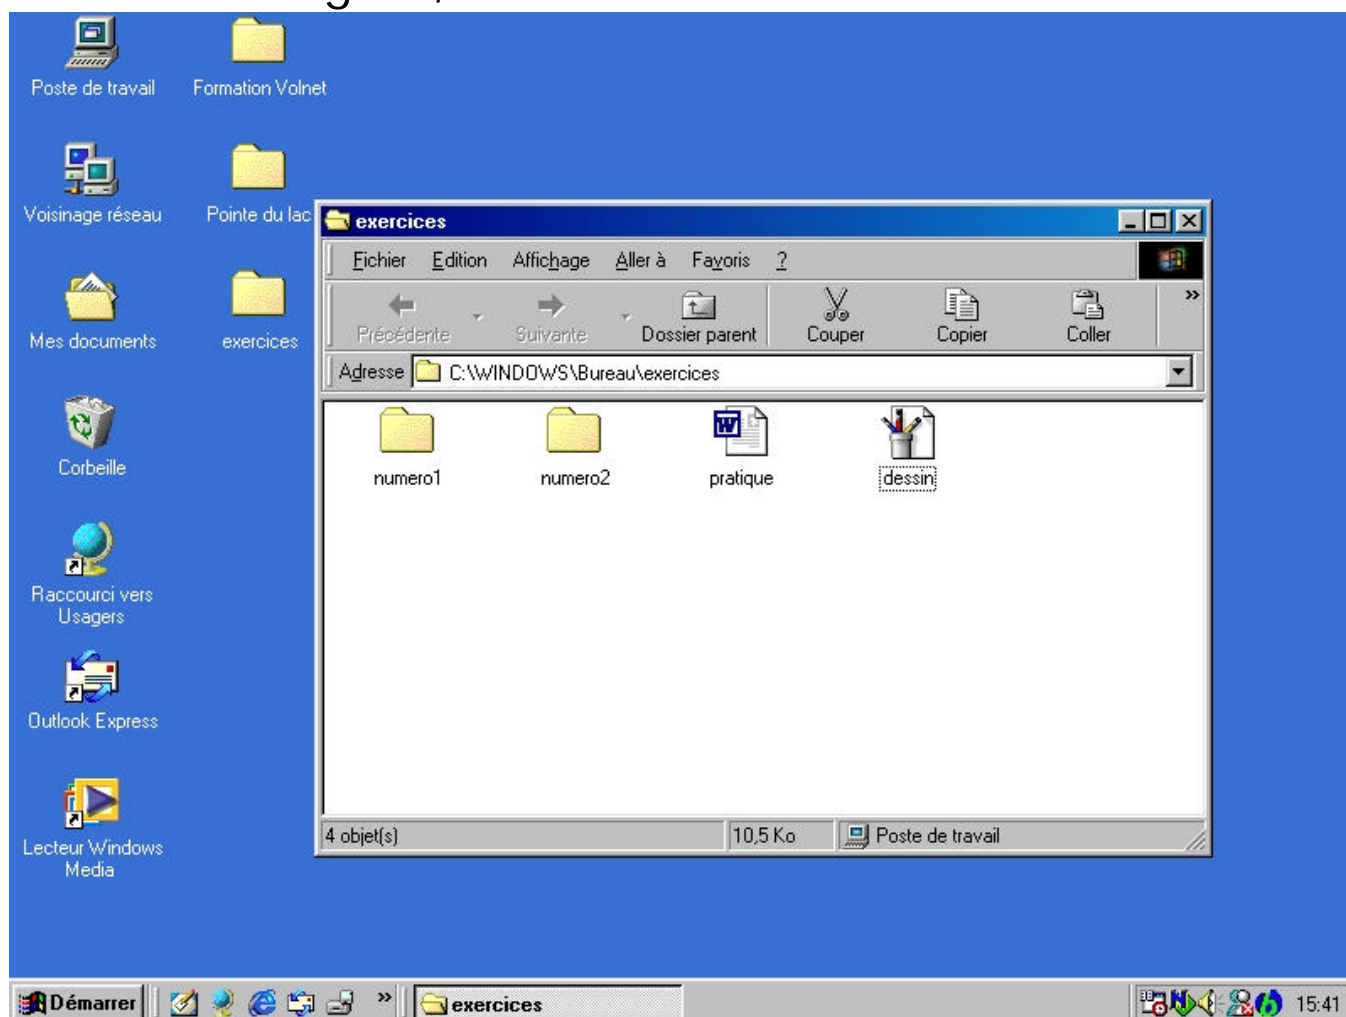 Poste de travail
Formation Volnet
Voisinage réseau
Pointe du lac
Mes documents
exercices
Corbeille
Raccourci vers
Usagers
Outlook Express
Lecteur Windows
Media
exercices
Fichier Edition Affichage Aller à Favoris ?
Précédente Suivante Dossier parent Couper Copier Coller »
Adresse C:\WINDOWS\Bureau\exercices
numero1 numero2 pratique dessin
4 objet(s) 10,5 Ko Poste de travail
Démarrer » exercices 15:41